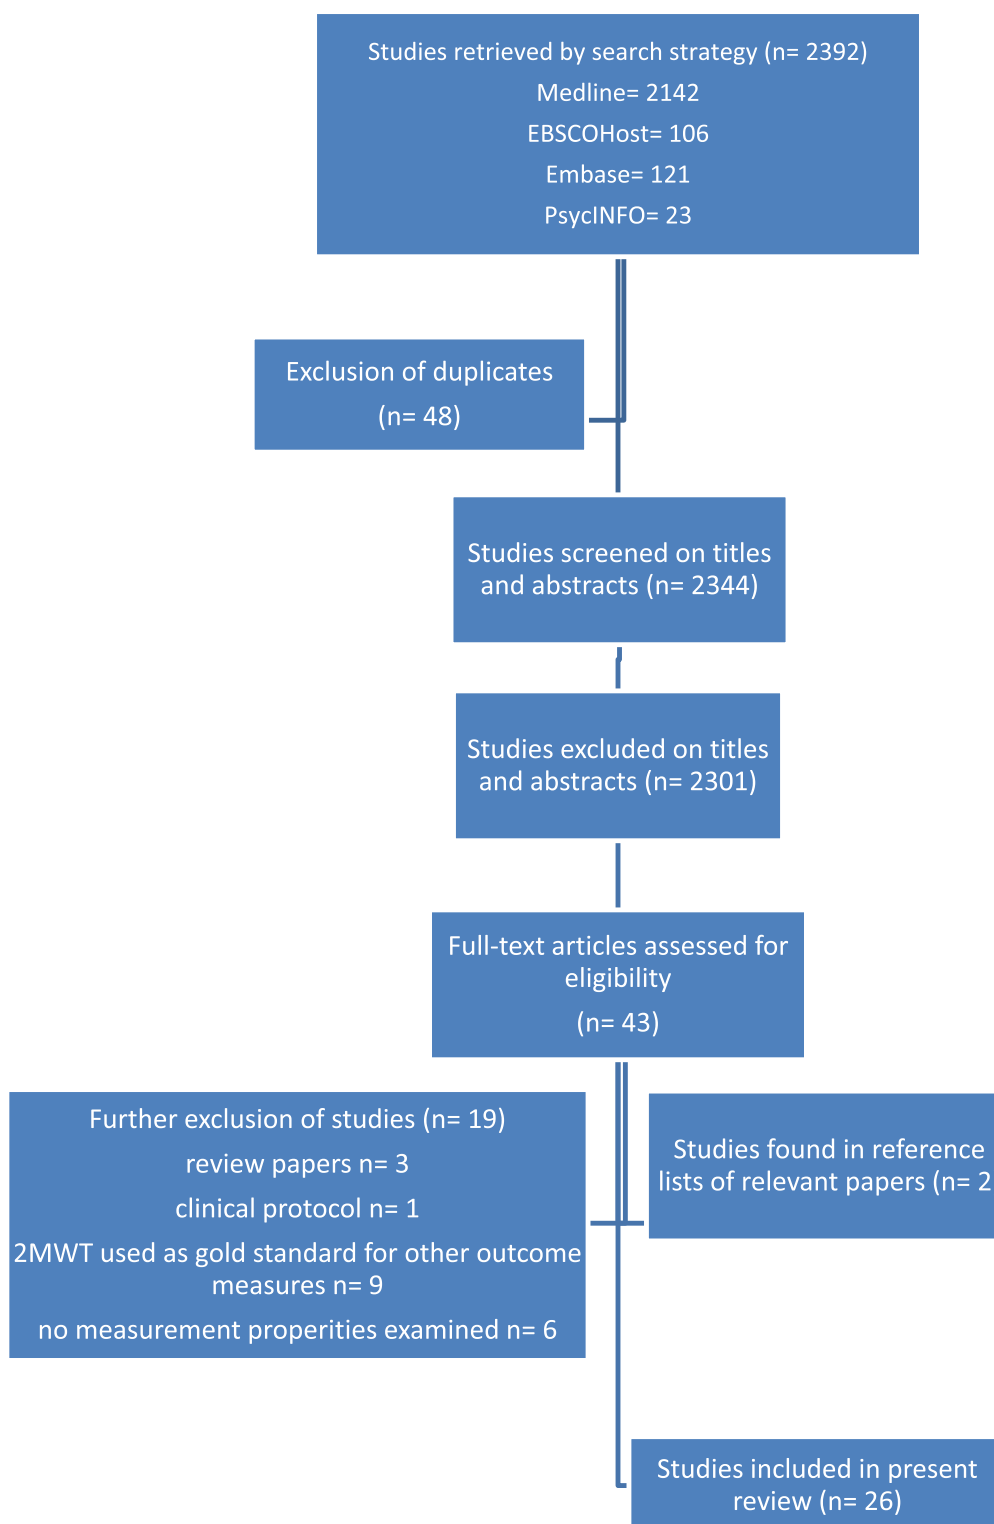 Studies retrieved by search strategy (n= 2392)
Medline= 2142
EBSCOHost= 106
Embase= 121
PsycINFO= 23
Exclusion of duplicates
(n= 48)
Studies screened on titles
and abstracts (n= 2344)
Studies excluded on titles
and abstracts (n= 2301)
Full-text articles assessed for
eligibility
(n= 43)
Further exclusion of studies (n= 19)
review papers n= 3
clinical protocol n= 1
2MWT used as gold standard for other outcome
measures n= 9
no measurement properities examined n= 6
Studies found in reference
lists of relevant papers (n= 2
Studies included in present
review (n= 26)